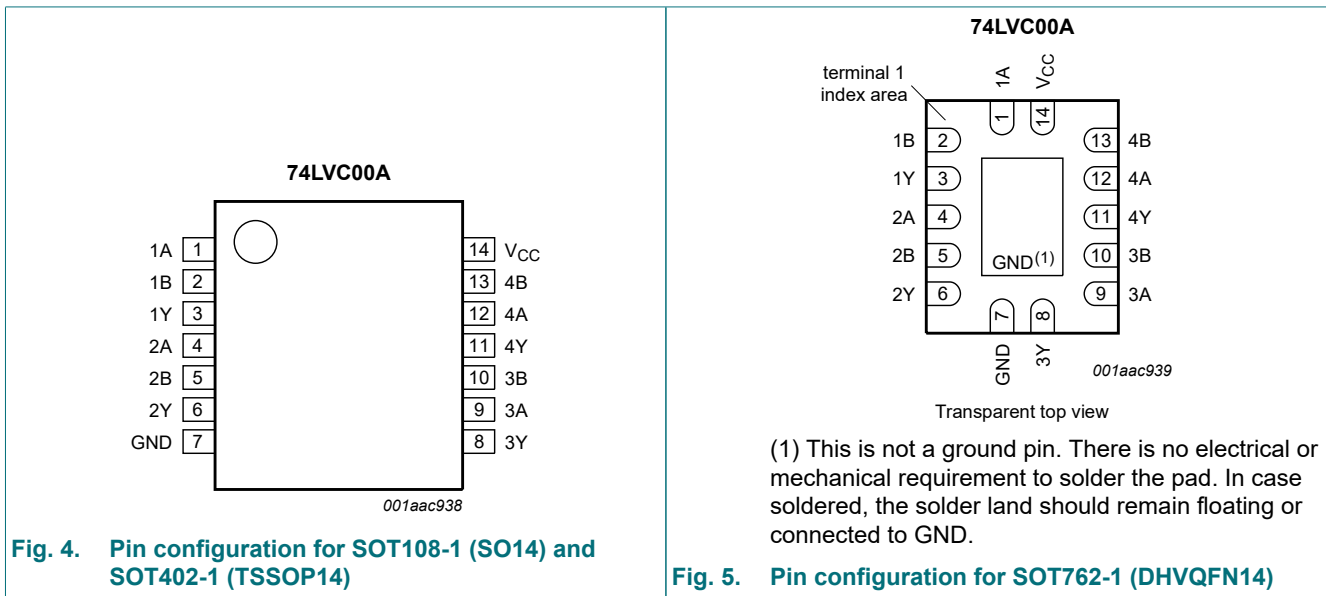 74LVC00A
1A 1
1B 2
1Y 3
2A 4
2B 5
2Y 6
GND 7
14 VCC
13 4B
12 4A
11 4Y
10 3B
9 3A
8 3Y
001aac938
Fig. 4. Pin configuration for SOT108-1 (SO14) and
SOT402-1 (TSSOP14)
74LVC00A
terminal 1
index area
1A
VCC
1
14
1B 2
1Y 3
2A 4
2B 5
2Y 6
13 4B
12 4A
11 4Y
10 3B
9 3A
GND(1)
7
8
GND
3Y
001aac939
Transparent top view
(1) This is not a ground pin. There is no electrical or
mechanical requirement to solder the pad. In case
soldered, the solder land should remain floating or
connected to GND.
Fig. 5. Pin configuration for SOT762-1 (DHVQFN14)